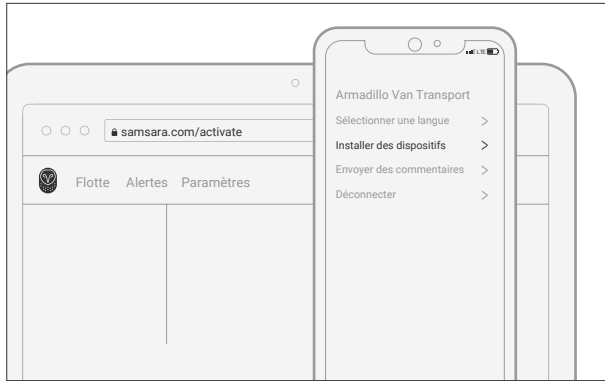 LTE
Armadillo Van Transport
Sélectionner une langue
samsara.com/activate
Installer des dispositifs
Flotte Alertes Paramètres
Envoyer des commentaires
Déconnecter